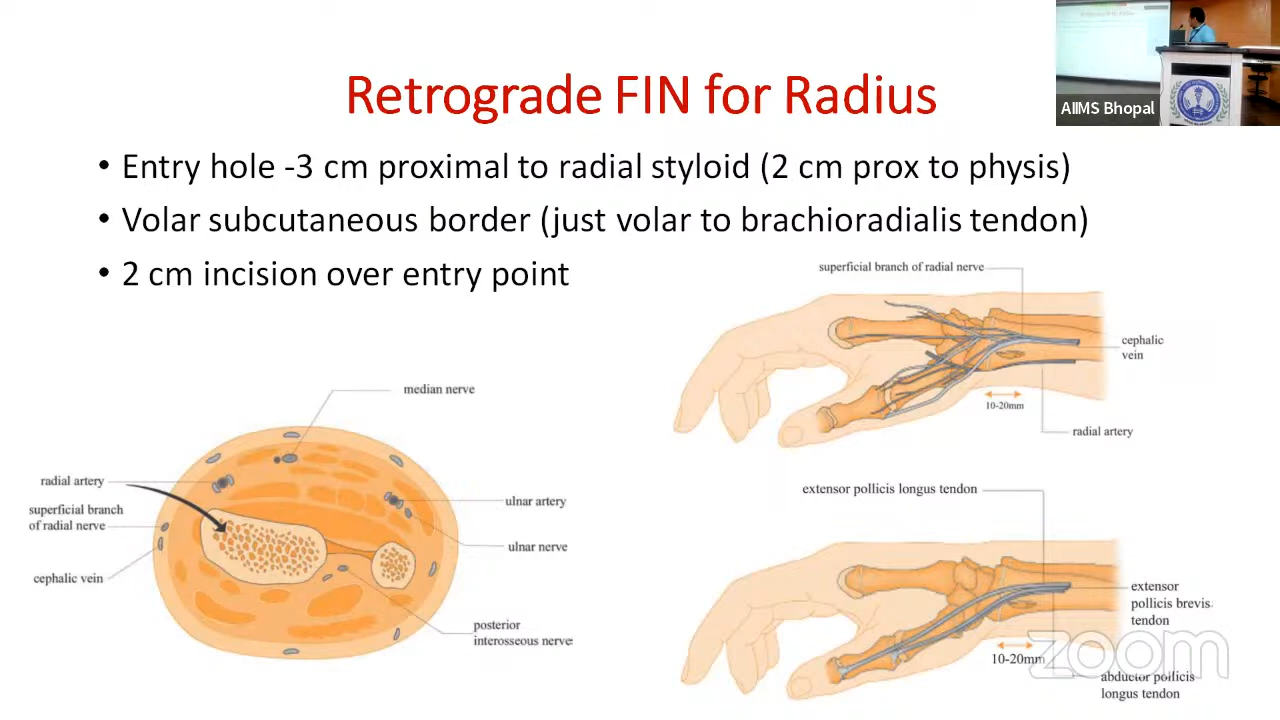 Retrograde FIN for Radius
AIIMS Bhopal
• Entry hole -3 cm proximal to radial styloid (2 cm prox to physis)
• Volar subcutaneous border (just volar to brachioradialis tendon)
• 2 cm incision over entry point
superficial branch of radial nerve
cephalic
vein
10-20mm
radial artery
median nerve
radial artery
superficial branch
of radial nerve
cephalic vein
ulnar artery
ulnar nerve
posterior
interosseous nerve
extensor pollicis longus tendon
extensor
pollicis brevis
tendon
10-20mm
abductor pollicis
longus tendon
zoom